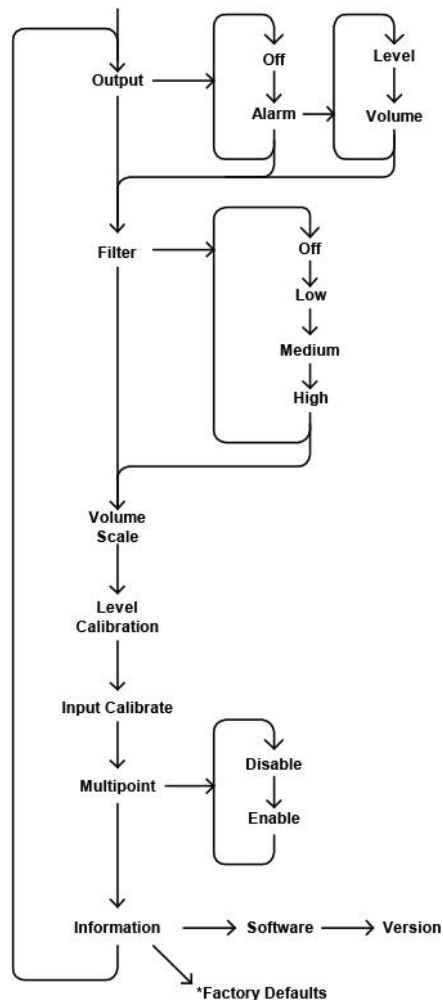 Output
Off
Alarm
Level
Volume
Filter
Off
Low
Medium
High
Volume
Scale
Level
Calibration
Input Calibrate
Multipoint
Disable
Enable
Information
Software
Version
*Factory Defaults